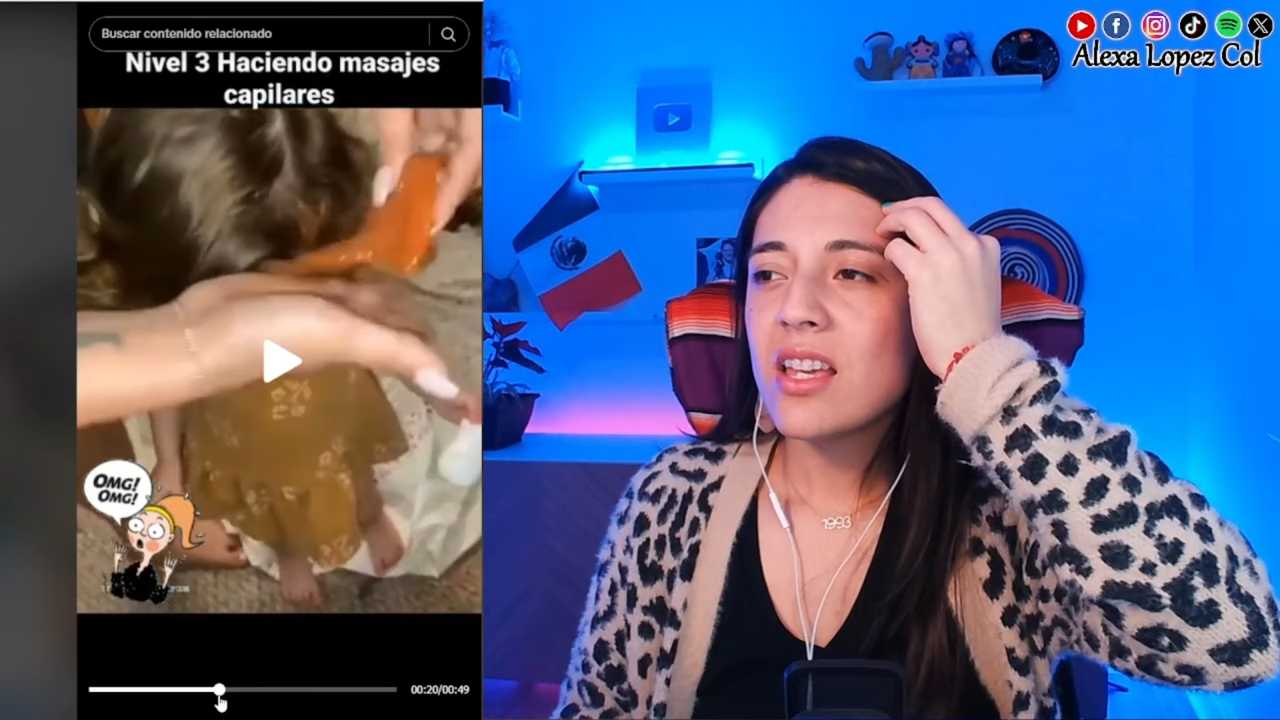 Buscar contenido relacionado
Nivel 3 Haciendo masajes
capilares
OMG!
OMG!
00:20/00:49
Alexa Lopez Col
1993